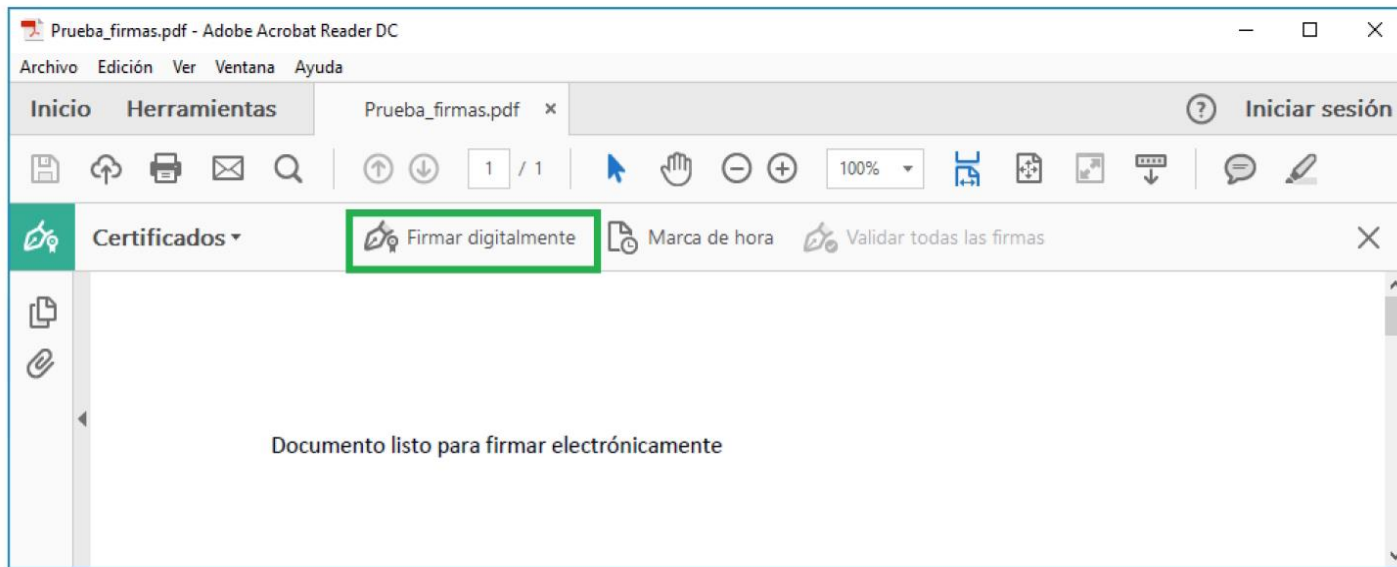 Prueba_firmas.pdf - Adobe Acrobat Reader DC
Archivo Edición Ver Ventana Ayuda
Inicio Herramientas Prueba_firmas.pdf × ? Iniciar sesión
1 / 1 100%
Certificados Firmar digitalmente Marca de hora Validar todas las firmas
Documento listo para firmar electrónicamente